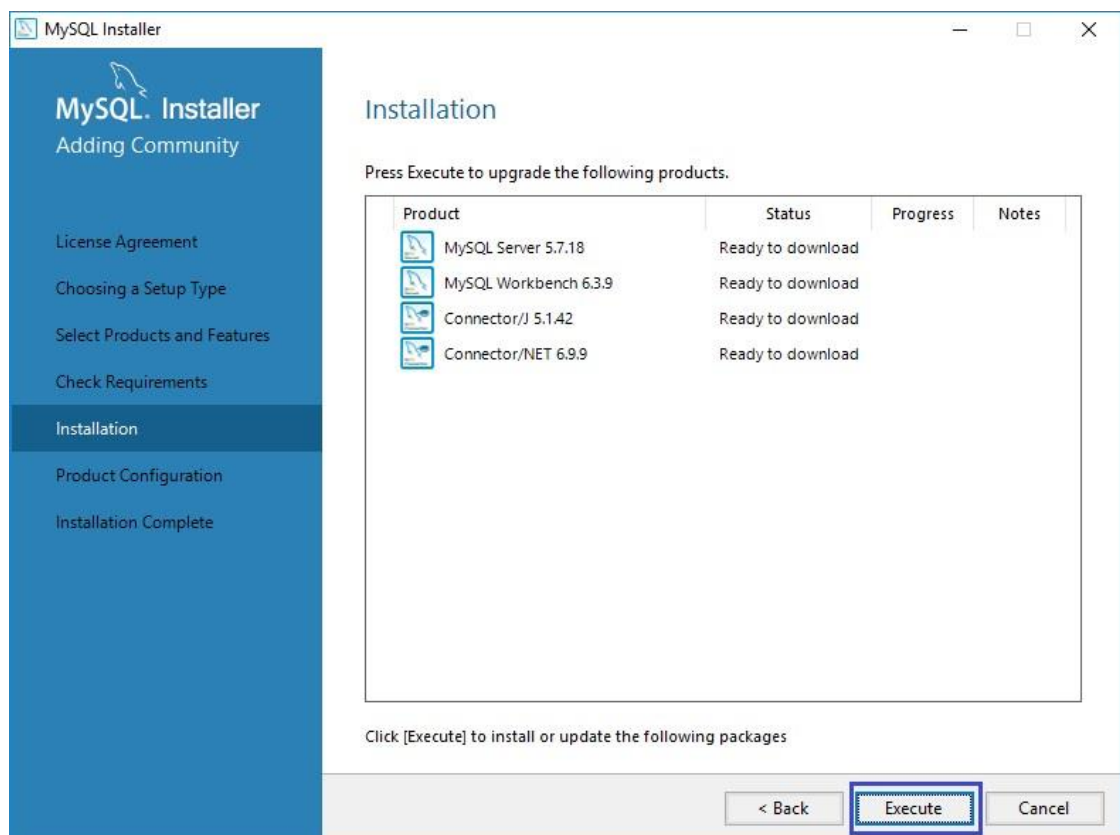 MySQL Installer
MySQL. Installer
Adding Community
License Agreement
Choosing a Setup Type
Select Products and Features
Check Requirements
Installation
Product Configuration
Installation Complete
Installation
Press Execute to upgrade the following products.
Product Status Progress Notes
MySQL Server 5.7.18 Ready to download
MySQL Workbench 6.3.9 Ready to download
Connector/J 5.1.42 Ready to download
Connector/NET 6.9.9 Ready to download
Click [Execute] to install or update the following packages
< Back Execute Cancel